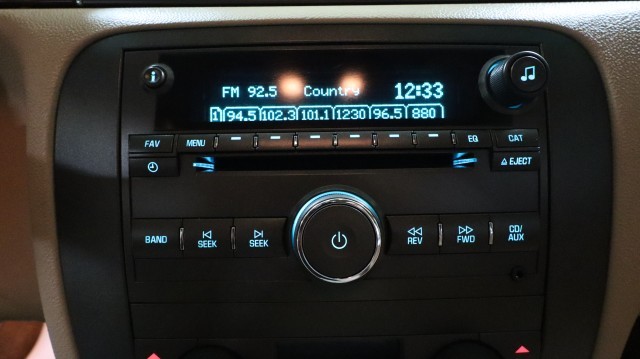 FM 92.5 Country 12:33
1 94.5 102.3 101.1 1230 96.5 880
FAV MENU EQ CAT
EJECT
BAND SEEK SEEK REV FWD CD/
AUX